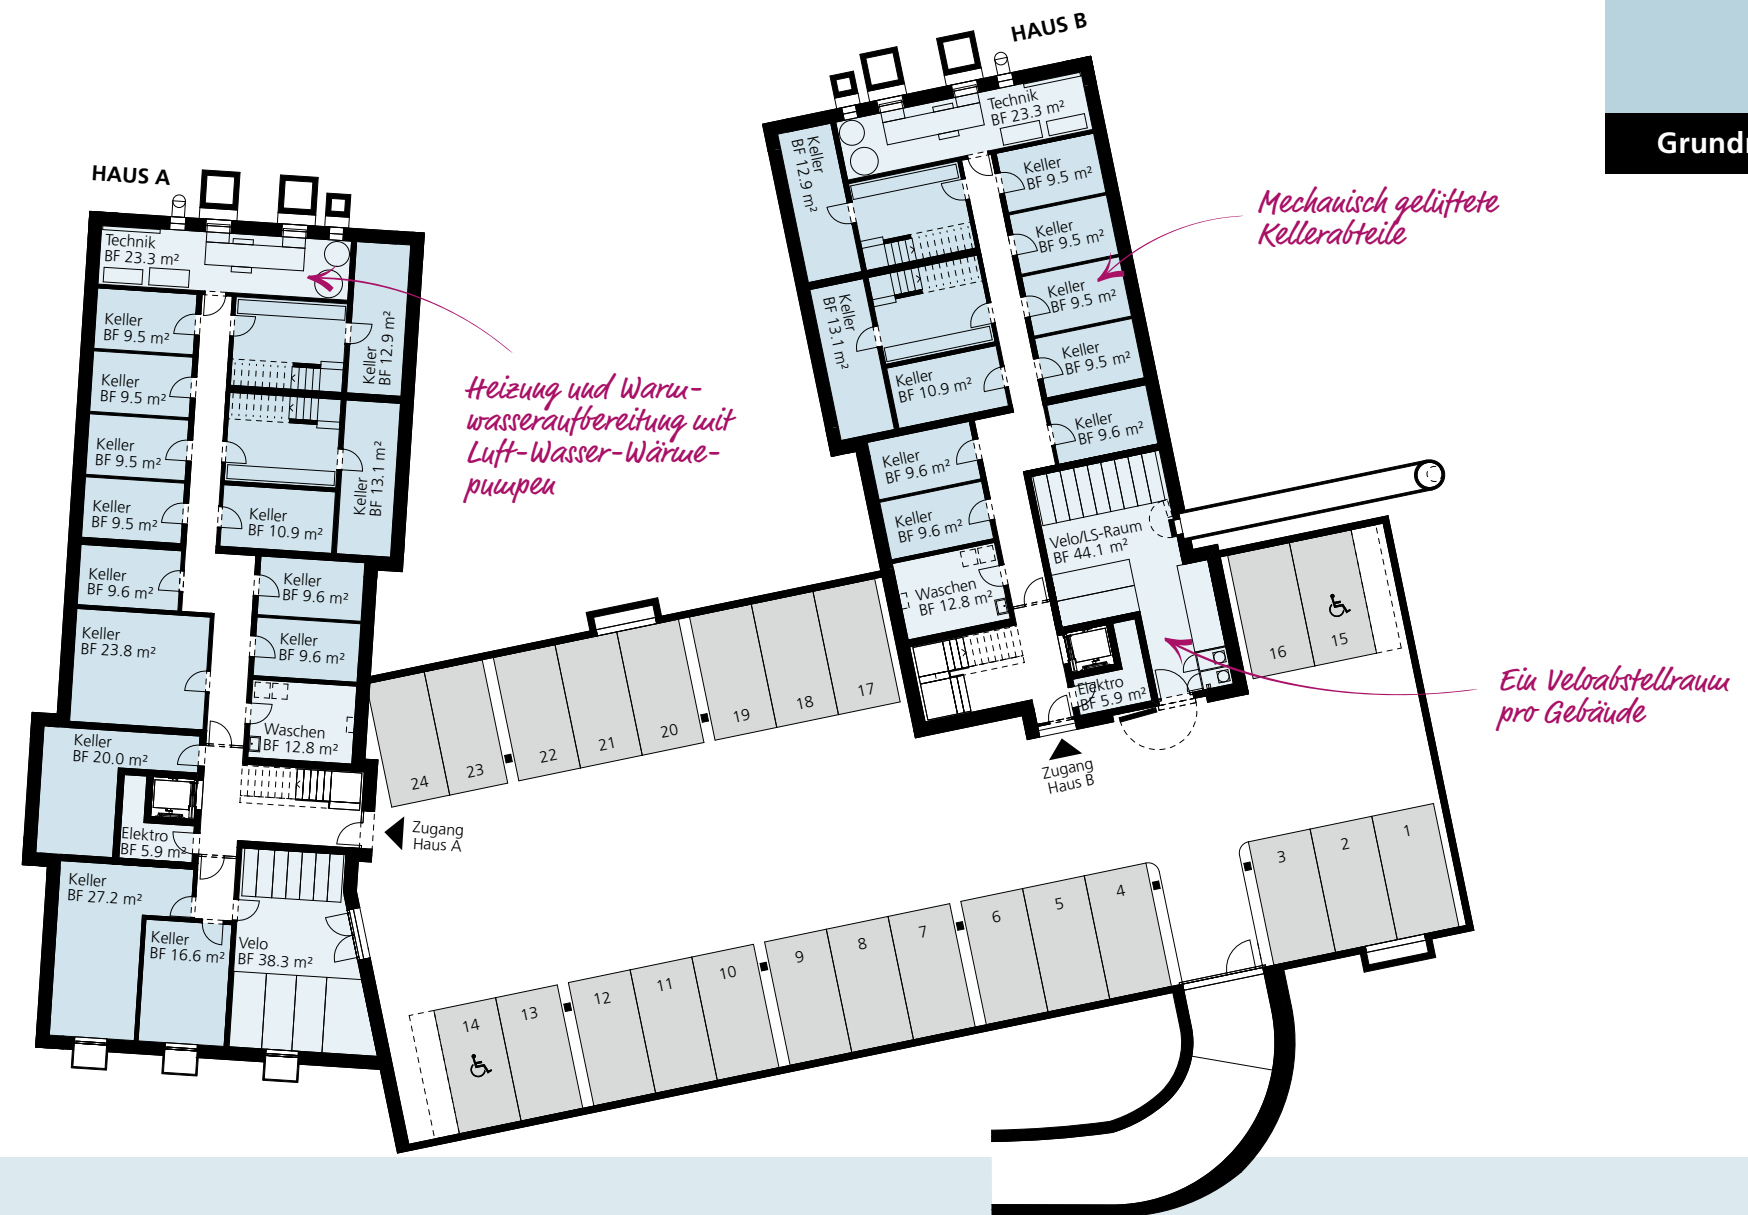 HAUS B
Grund
HAUS A
Technik
BF 23.3 m²
Keller
BF 12.9 m²
Keller
BF 9.5 m²
Keller
BF 9.5 m²
Keller
BF 9.5 m²
Keller
BF 9.5 m²
Keller
BF 9.6 m²
Keller
BF 13.1 m²
Keller
BF 10.9 m²
Keller
BF 9.6 m²
Keller
BF 9.6 m²
Keller
BF 23.8 m²
Waschen
BF 12.8 m²
Keller
BF 20.0 m²
Elektro
BF 5.9 m²
Keller
BF 27.2 m²
Keller
BF 16.6 m²
Velo
BF 38.3 m²
Zugang
Haus A
Heizung und Warm-
wasseraufbereitung mit
Luft-Wasser-Wärme-
pumpen
Technik
BF 23.3 m²
Keller
BF 12.9 m²
Keller
BF 9.5 m²
Keller
BF 9.5 m²
Keller
BF 9.5 m²
Keller
BF 9.5 m²
Keller
BF 9.6 m²
Keller
BF 13.1 m²
Keller
BF 10.9 m²
Keller
BF 9.6 m²
Keller
BF 9.6 m²
Waschen
BF 12.8 m²
Velo/LS-Raum
BF 44.1 m²
Elektro
BF 5.9 m²
Zugang
Haus B
Mechanisch gelüftete
Kellerabteile
Ein Veloabstellraum
pro Gebäude
24
23
22
21
20
19
18
17
16
15
14
13
12
11
10
9
8
7
6
5
4
3
2
1